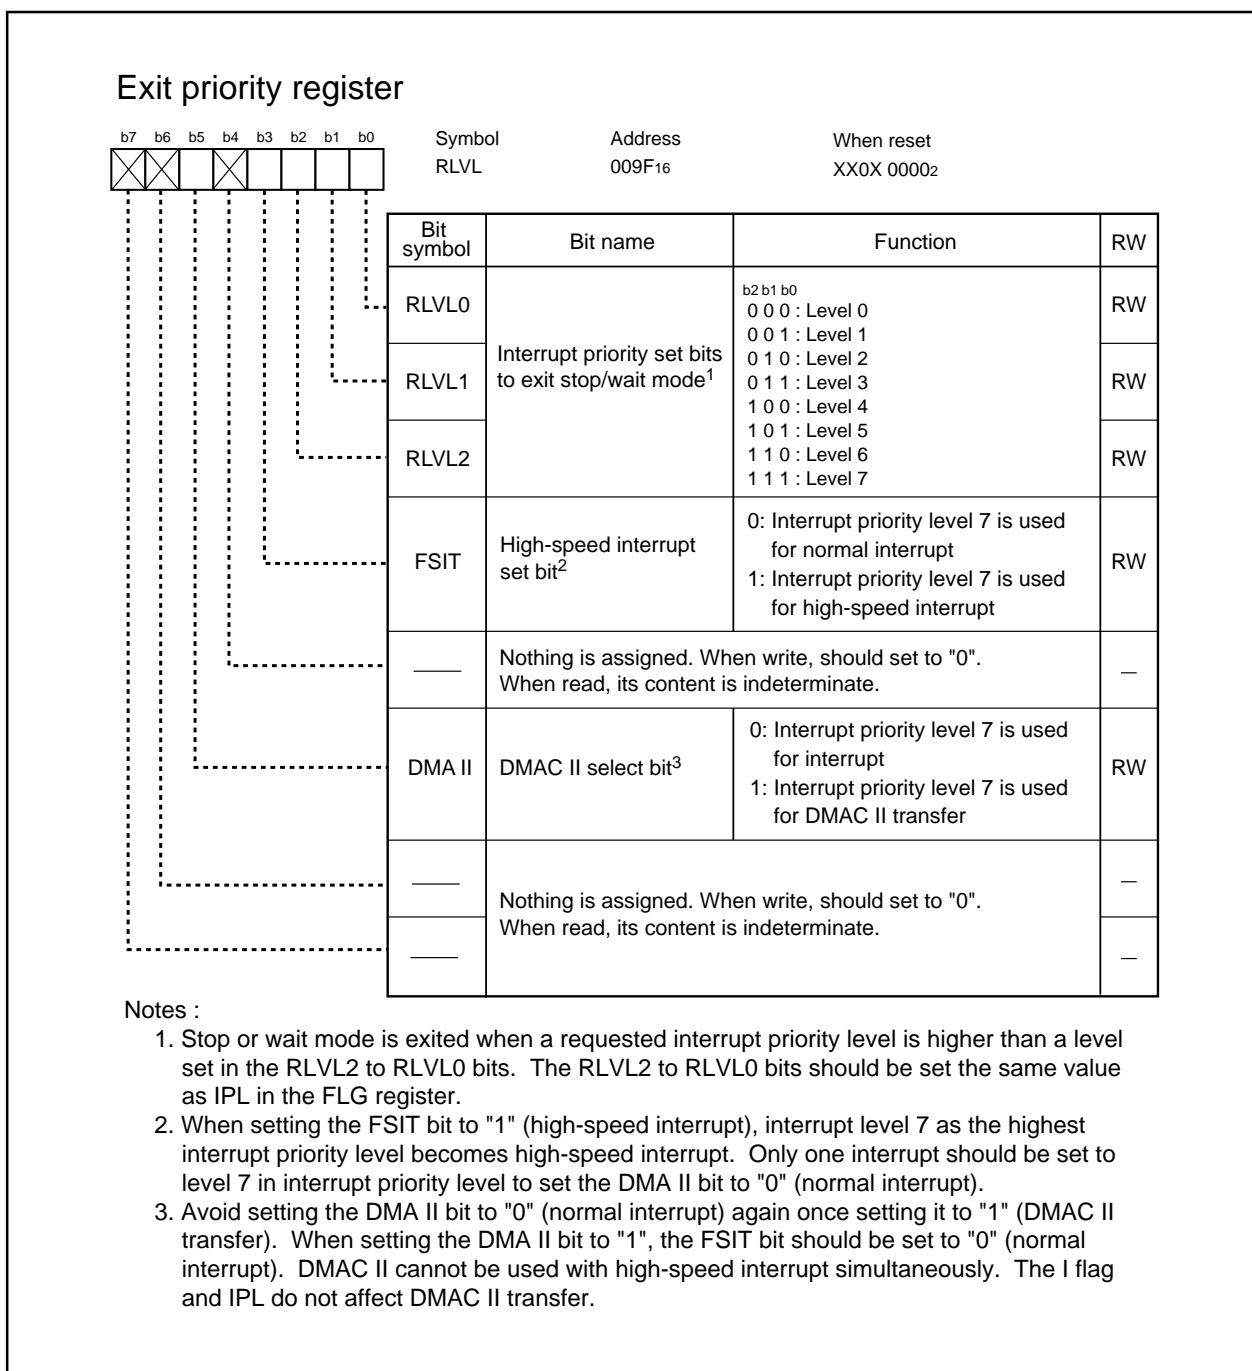 Exit priority register
b7 b6 b5 b4 b3 b2 b1 b0
Symbol Address When reset
RLVL 009F16 XX0X 00002
Bit symbol Bit name Function RW
RLVL0 RW
RLVL1 RW
RLVL2 RW
Interrupt priority set bits
to exit stop/wait mode1
b2 b1 b0
0 0 0 : Level 0
0 0 1 : Level 1
0 1 0 : Level 2
0 1 1 : Level 3
1 0 0 : Level 4
1 0 1 : Level 5
1 1 0 : Level 6
1 1 1 : Level 7
FSIT
High-speed interrupt
set bit2
0: Interrupt priority level 7 is used
for normal interrupt
1: Interrupt priority level 7 is used
for high-speed interrupt
RW
Nothing is assigned. When write, should set to "0".
When read, its content is indeterminate.
—
DMA II
DMAC II select bit3
0: Interrupt priority level 7 is used
for interrupt
1: Interrupt priority level 7 is used
for DMAC II transfer
RW
Nothing is assigned. When write, should set to "0".
When read, its content is indeterminate.
—
—
Notes :
1. Stop or wait mode is exited when a requested interrupt priority level is higher than a level
set in the RLVL2 to RLVL0 bits. The RLVL2 to RLVL0 bits should be set the same value
as IPL in the FLG register.
2. When setting the FSIT bit to "1" (high-speed interrupt), interrupt level 7 as the highest
interrupt priority level becomes high-speed interrupt. Only one interrupt should be set to
level 7 in interrupt priority level to set the DMA II bit to "0" (normal interrupt).
3. Avoid setting the DMA II bit to "0" (normal interrupt) again once setting it to "1" (DMAC II
transfer). When setting the DMA II bit to "1", the FSIT bit should be set to "0" (normal
interrupt). DMAC II cannot be used with high-speed interrupt simultaneously. The I flag
and IPL do not affect DMAC II transfer.